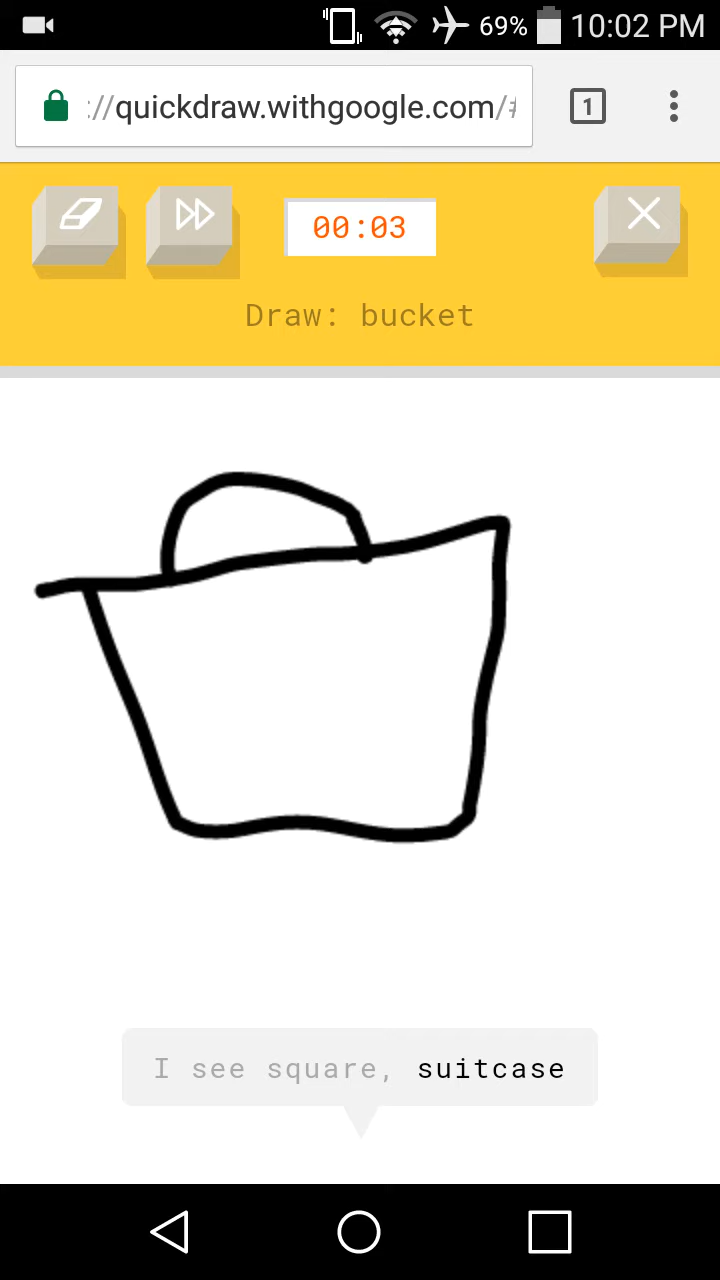 69% 10:02 PM
://quickdraw.withgoogle.com/#
1
00:03
Draw: bucket
I see square, suitcase